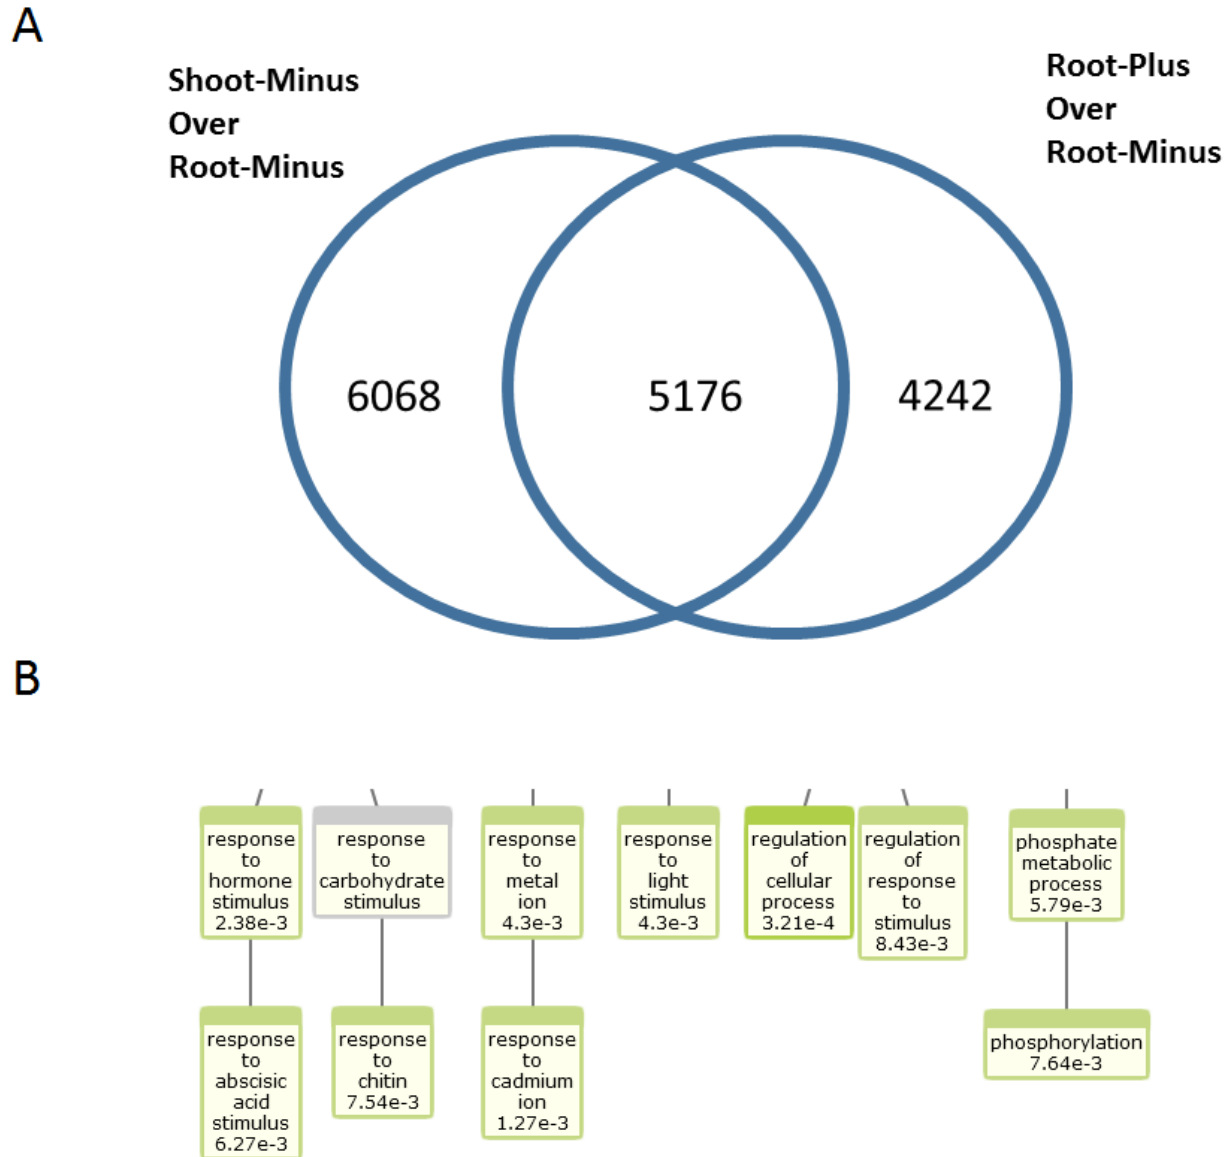 A
Shoot-Minus
Over
Root-Minus
Root-Plus
Over
Root-Minus
6068
5176
4242
B
response
to
hormone
stimulus
2.38e-3
response
to
carbohydrate
stimulus
response
to
metal
ion
4.3e-3
response
to
light
stimulus
4.3e-3
regulation
of
cellular
process
3.21e-4
regulation
of
response
to
stimulus
8.43e-3
phosphate
metabolic
process
5.79e-3
response
to
abscisic
acid
stimulus
6.27e-3
response
to
chitin
7.54e-3
response
to
cadmium
ion
1.27e-3
phosphorylation
7.64e-3